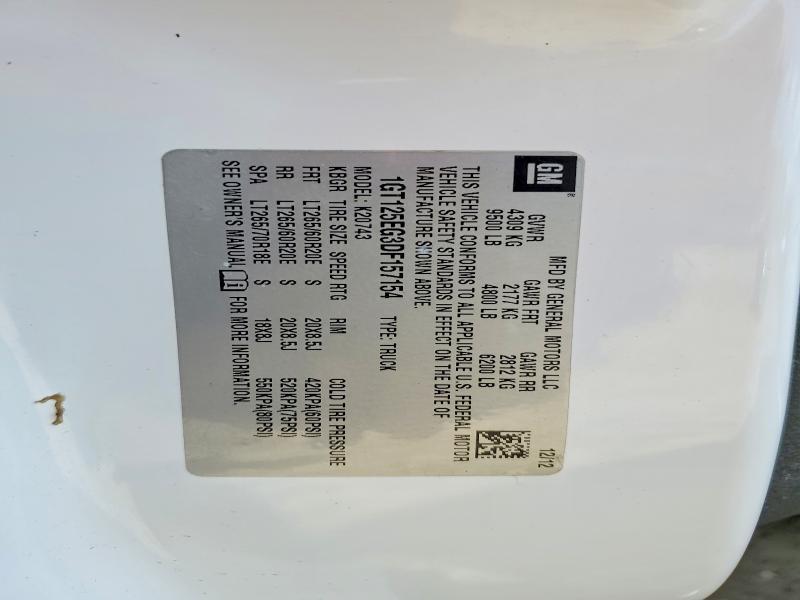 GM ®
MFD BY GENERAL MOTORS LLC 12/12
GVWR GAWR FRT GAWR RR
4309 KG 2177 KG 2812 KG
9500 LB 4800 LB 6200 LB
THIS VEHICLE CONFORMS TO ALL APPLICABLE U.S. FEDERAL MOTOR
VEHICLE SAFETY STANDARDS IN EFFECT ON THE DATE OF
MANUFACTURE SHOWN ABOVE.
1GT125EG3DF157154 TYPE: TRUCK
MODEL: K20743
KBGR TIRE SIZE SPEED RTG RIM COLD TIRE PRESSURE
FRT LT265/60R20E S 20X8.5J 420KPA(60PSI)
RR LT265/60R20E S 20X8.5J 520KPA(75PSI)
SPA LT265/70R18E S 18X8J 550KPA(80PSI)
SEE OWNER'S MANUAL FOR MORE INFORMATION.